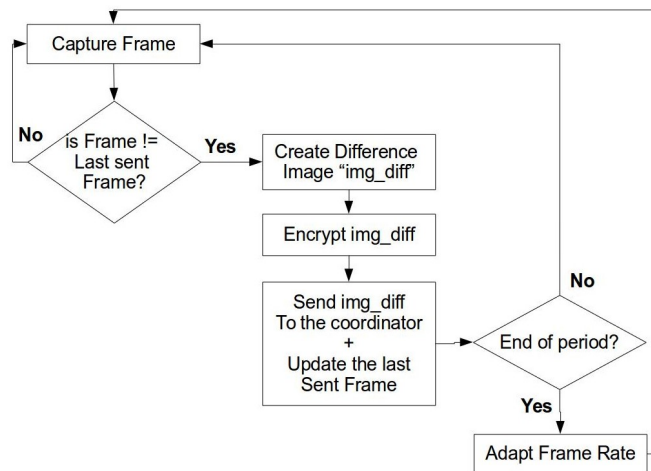 Capture Frame
No
is Frame !=
Last sent
Frame?
Yes
Create Difference
Image “img_diff”
Encrypt img_diff
Send img_diff
To the coordinator
+
Update the last
Sent Frame
No
End of period?
Yes
Adapt Frame Rate